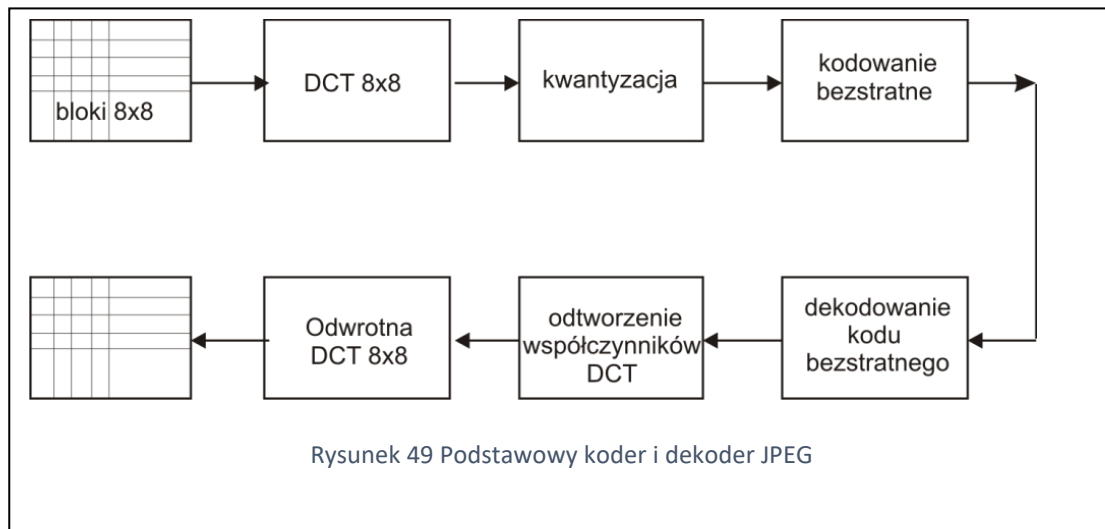 bloki 8x8
DCT 8x8
kwantyzacja
kodowanie
bezstratne
Odwrotna
DCT 8x8
odtworzenie
współczynników
DCT
dekodowanie
kodu
bezstratnego
Rysunek 49 Podstawowy koder i dekoder JPEG